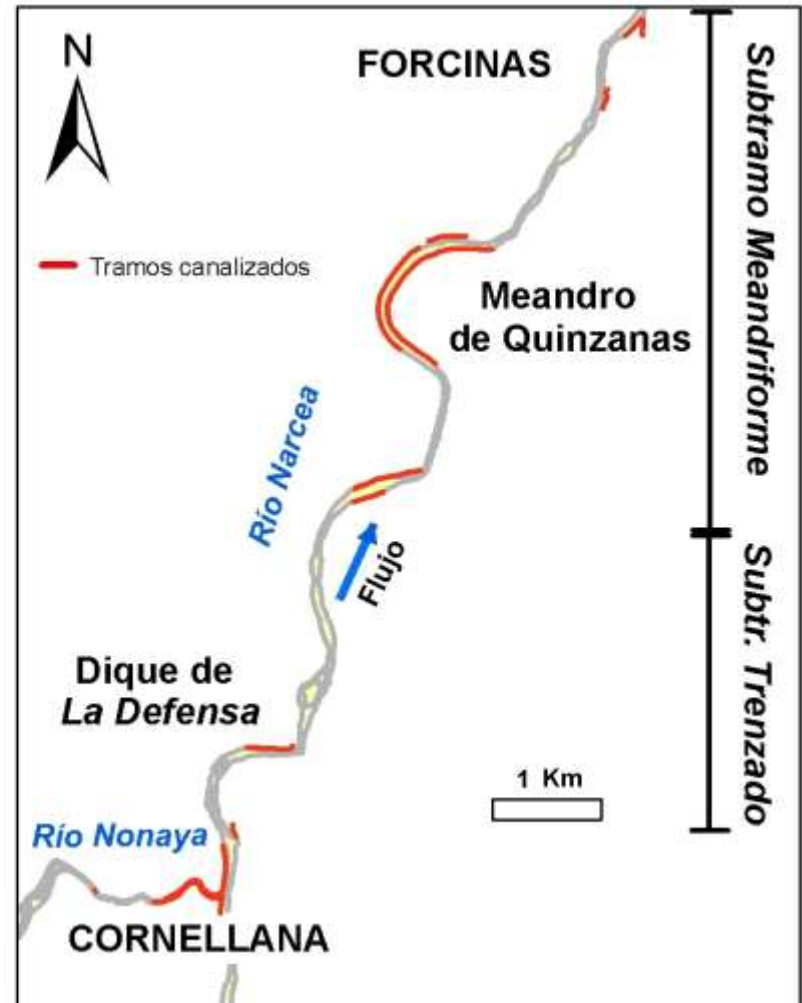 N
FORCINAS
Tramos canalizados
Meandro
de Quinzanas
Río Narcea
Flujo
Dique de
La Defensa
1 Km
Río Nonaya
CORNELLANA
Subtramo Meandriforme
Subtr. Trenzado